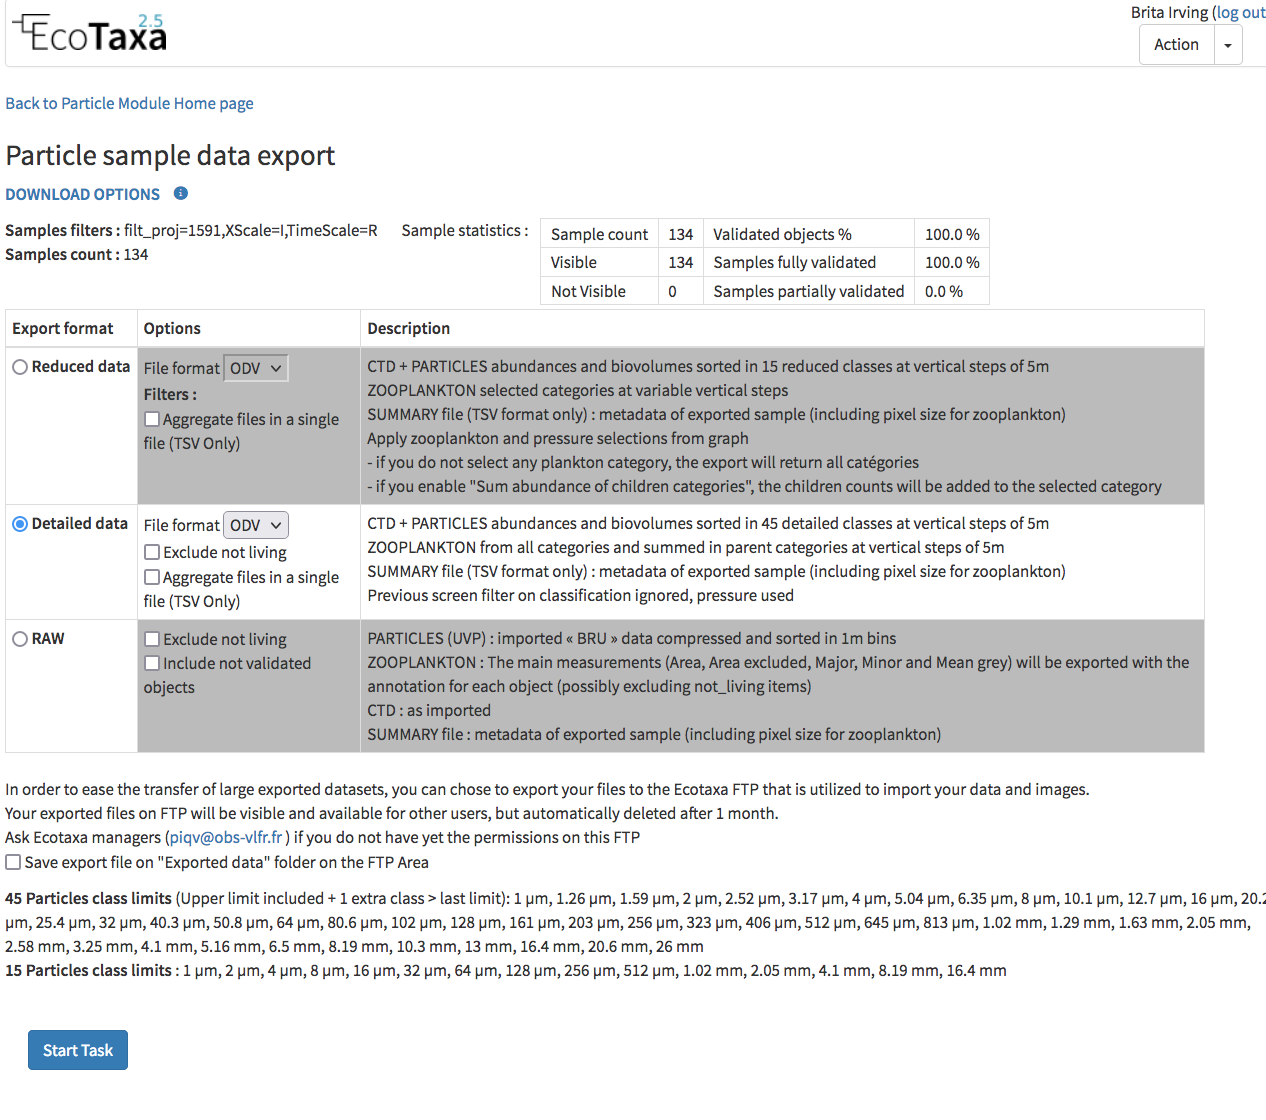 EcoTaxa 2.5
Brita Irving (log out
Action
Back to Particle Module Home page
Particle sample data export
DOWNLOAD OPTIONS
Samples filters : filt_proj=1591,XScale=I,TimeScale=R
Samples count : 134
Sample statistics :
Sample count 134 Validated objects % 100.0 %
Visible 134 Samples fully validated 100.0 %
Not Visible 0 Samples partially validated 0.0 %
Export format Options Description
Reduced data
File format ODV
Filters :
Aggregate files in a single
file (TSV Only)
CTD + PARTICLES abundances and biovolumes sorted in 15 reduced classes at vertical steps of 5m
ZOOPLANKTON selected categories at variable vertical steps
SUMMARY file (TSV format only) : metadata of exported sample (including pixel size for zooplankton)
Apply zooplankton and pressure selections from graph
- if you do not select any plankton category, the export will return all catégories
- if you enable "Sum abundance of children categories", the children counts will be added to the selected category
Detailed data
File format ODV
Exclude not living
Aggregate files in a single
file (TSV Only)
CTD + PARTICLES abundances and biovolumes sorted in 45 detailed classes at vertical steps of 5m
ZOOPLANKTON from all categories and summed in parent categories at vertical steps of 5m
SUMMARY file (TSV format only) : metadata of exported sample (including pixel size for zooplankton)
Previous screen filter on classification ignored, pressure used
RAW
Exclude not living
Include not validated
objects
PARTICLES (UVP) : imported « BRU » data compressed and sorted in 1m bins
ZOOPLANKTON : The main measurements (Area, Area excluded, Major, Minor and Mean grey) will be exported with the
annotation for each object (possibly excluding not_living items)
CTD : as imported
SUMMARY file : metadata of exported sample (including pixel size for zooplankton)
In order to ease the transfer of large exported datasets, you can chose to export your files to the Ecotaxa FTP that is utilized to import your data and images.
Your exported files on FTP will be visible and available for other users, but automatically deleted after 1 month.
Ask Ecotaxa managers (piqv@obs-vlfr.fr ) if you do not have yet the permissions on this FTP
Save export file on "Exported data" folder on the FTP Area
45 Particles class limits (Upper limit included + 1 extra class > last limit): 1 µm, 1.26 µm, 1.59 µm, 2 µm, 2.52 µm, 3.17 µm, 4 µm, 5.04 µm, 6.35 µm, 8 µm, 10.1 µm, 12.7 µm, 16 µm, 20.2
µm, 25.4 µm, 32 µm, 40.3 µm, 50.8 µm, 64 µm, 80.6 µm, 102 µm, 128 µm, 161 µm, 203 µm, 256 µm, 323 µm, 406 µm, 512 µm, 645 µm, 813 µm, 1.02 mm, 1.29 mm, 1.63 mm, 2.05 mm,
2.58 mm, 3.25 mm, 4.1 mm, 5.16 mm, 6.5 mm, 8.19 mm, 10.3 mm, 13 mm, 16.4 mm, 20.6 mm, 26 mm
15 Particles class limits : 1 µm, 2 µm, 4 µm, 8 µm, 16 µm, 32 µm, 64 µm, 128 µm, 256 µm, 512 µm, 1.02 mm, 2.05 mm, 4.1 mm, 8.19 mm, 16.4 mm
Start Task